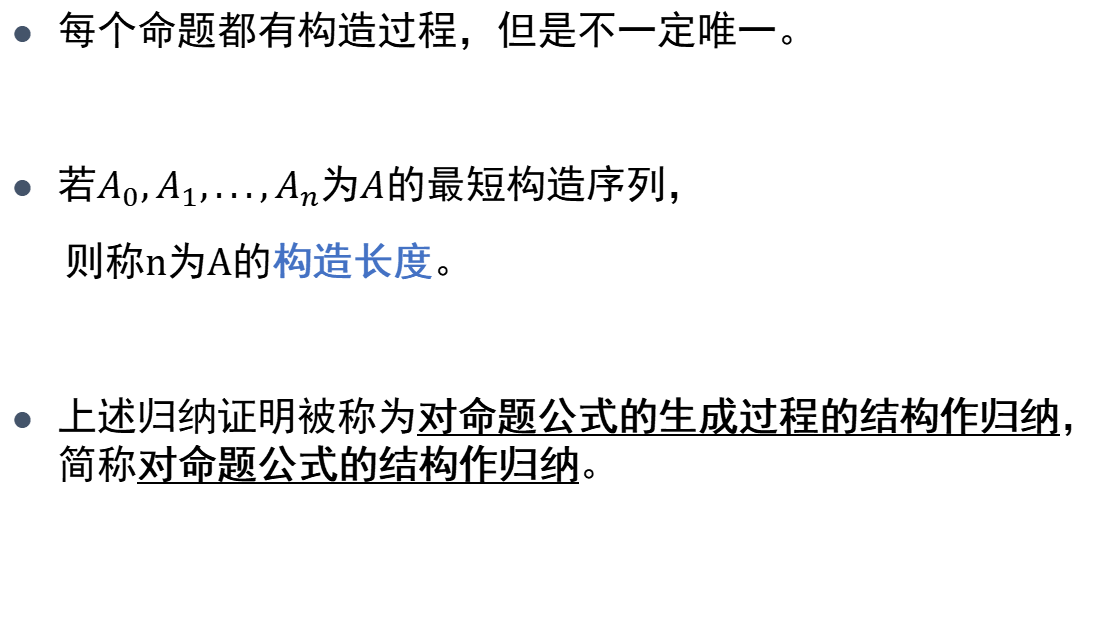 每个命题都有构造过程，但是不一定唯一。
若A₀, A₁, . . . , Aₙ为A的最短构造序列，
则称n为A的构造长度。
上述归纳证明被称为对命题公式的生成过程的结构作归纳，
简称对命题公式的结构作归纳。